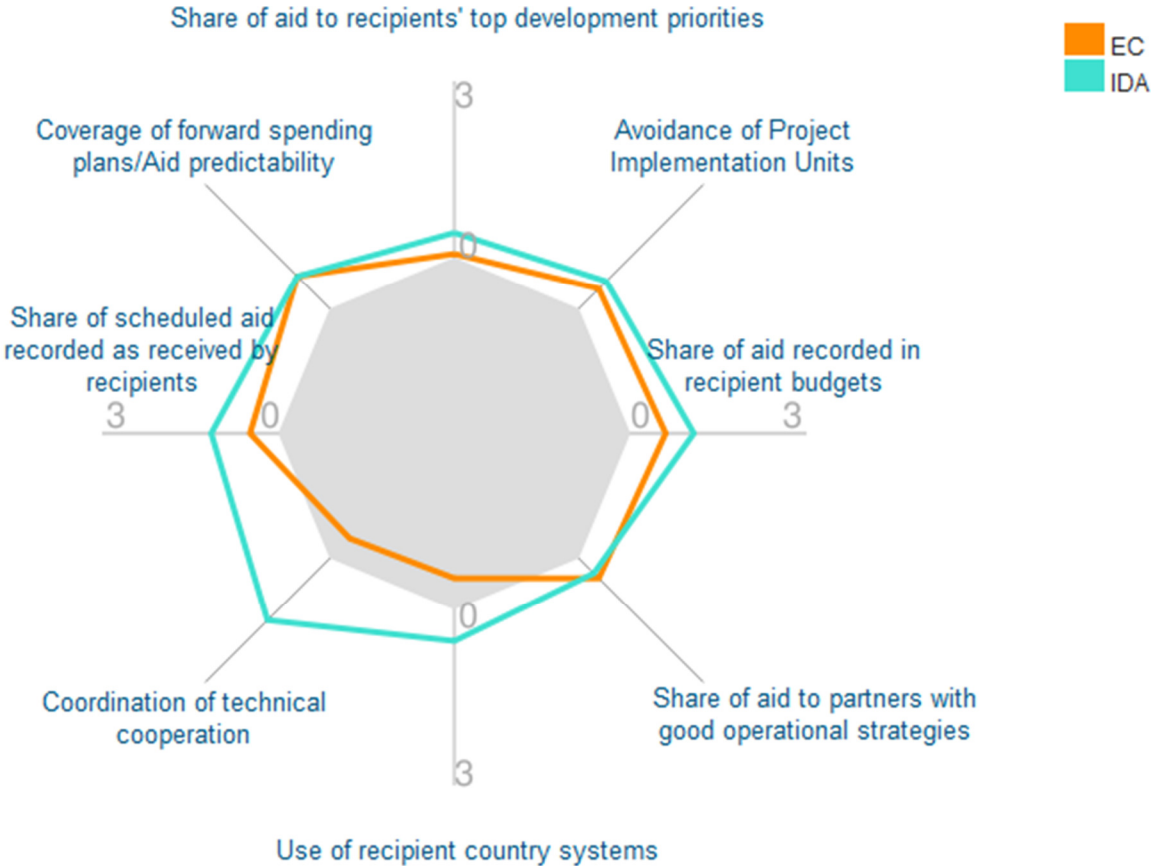 Share of aid to recipients' top development priorities
EC
IDA
3
Coverage of forward spending
plans/Aid predictability
Avoidance of Project
Implementation Units
0
Share of scheduled aid
recorded as received by
recipients
Share of aid recorded in
recipient budgets
3
0
0
3
0
Coordination of technical
cooperation
Share of aid to partners with
good operational strategies
3
Use of recipient country systems